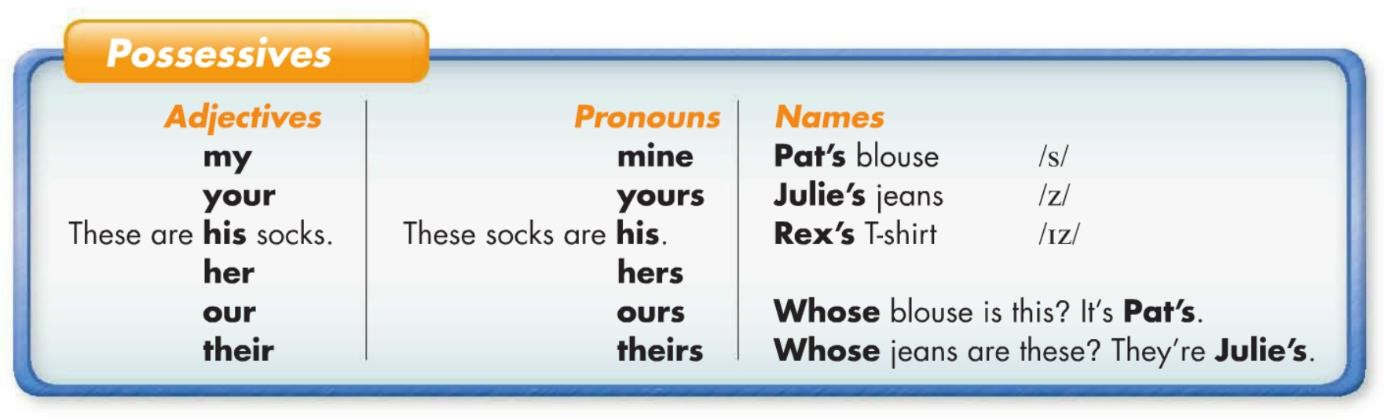 Possessives
Adjectives Pronouns Names
my mine Pat's blouse /s/
your yours Julie's jeans /z/
These are his socks. These socks are his. Rex's T-shirt /ɪz/
her hers
our ours Whose blouse is this? It's Pat's.
their theirs Whose jeans are these? They're Julie's.